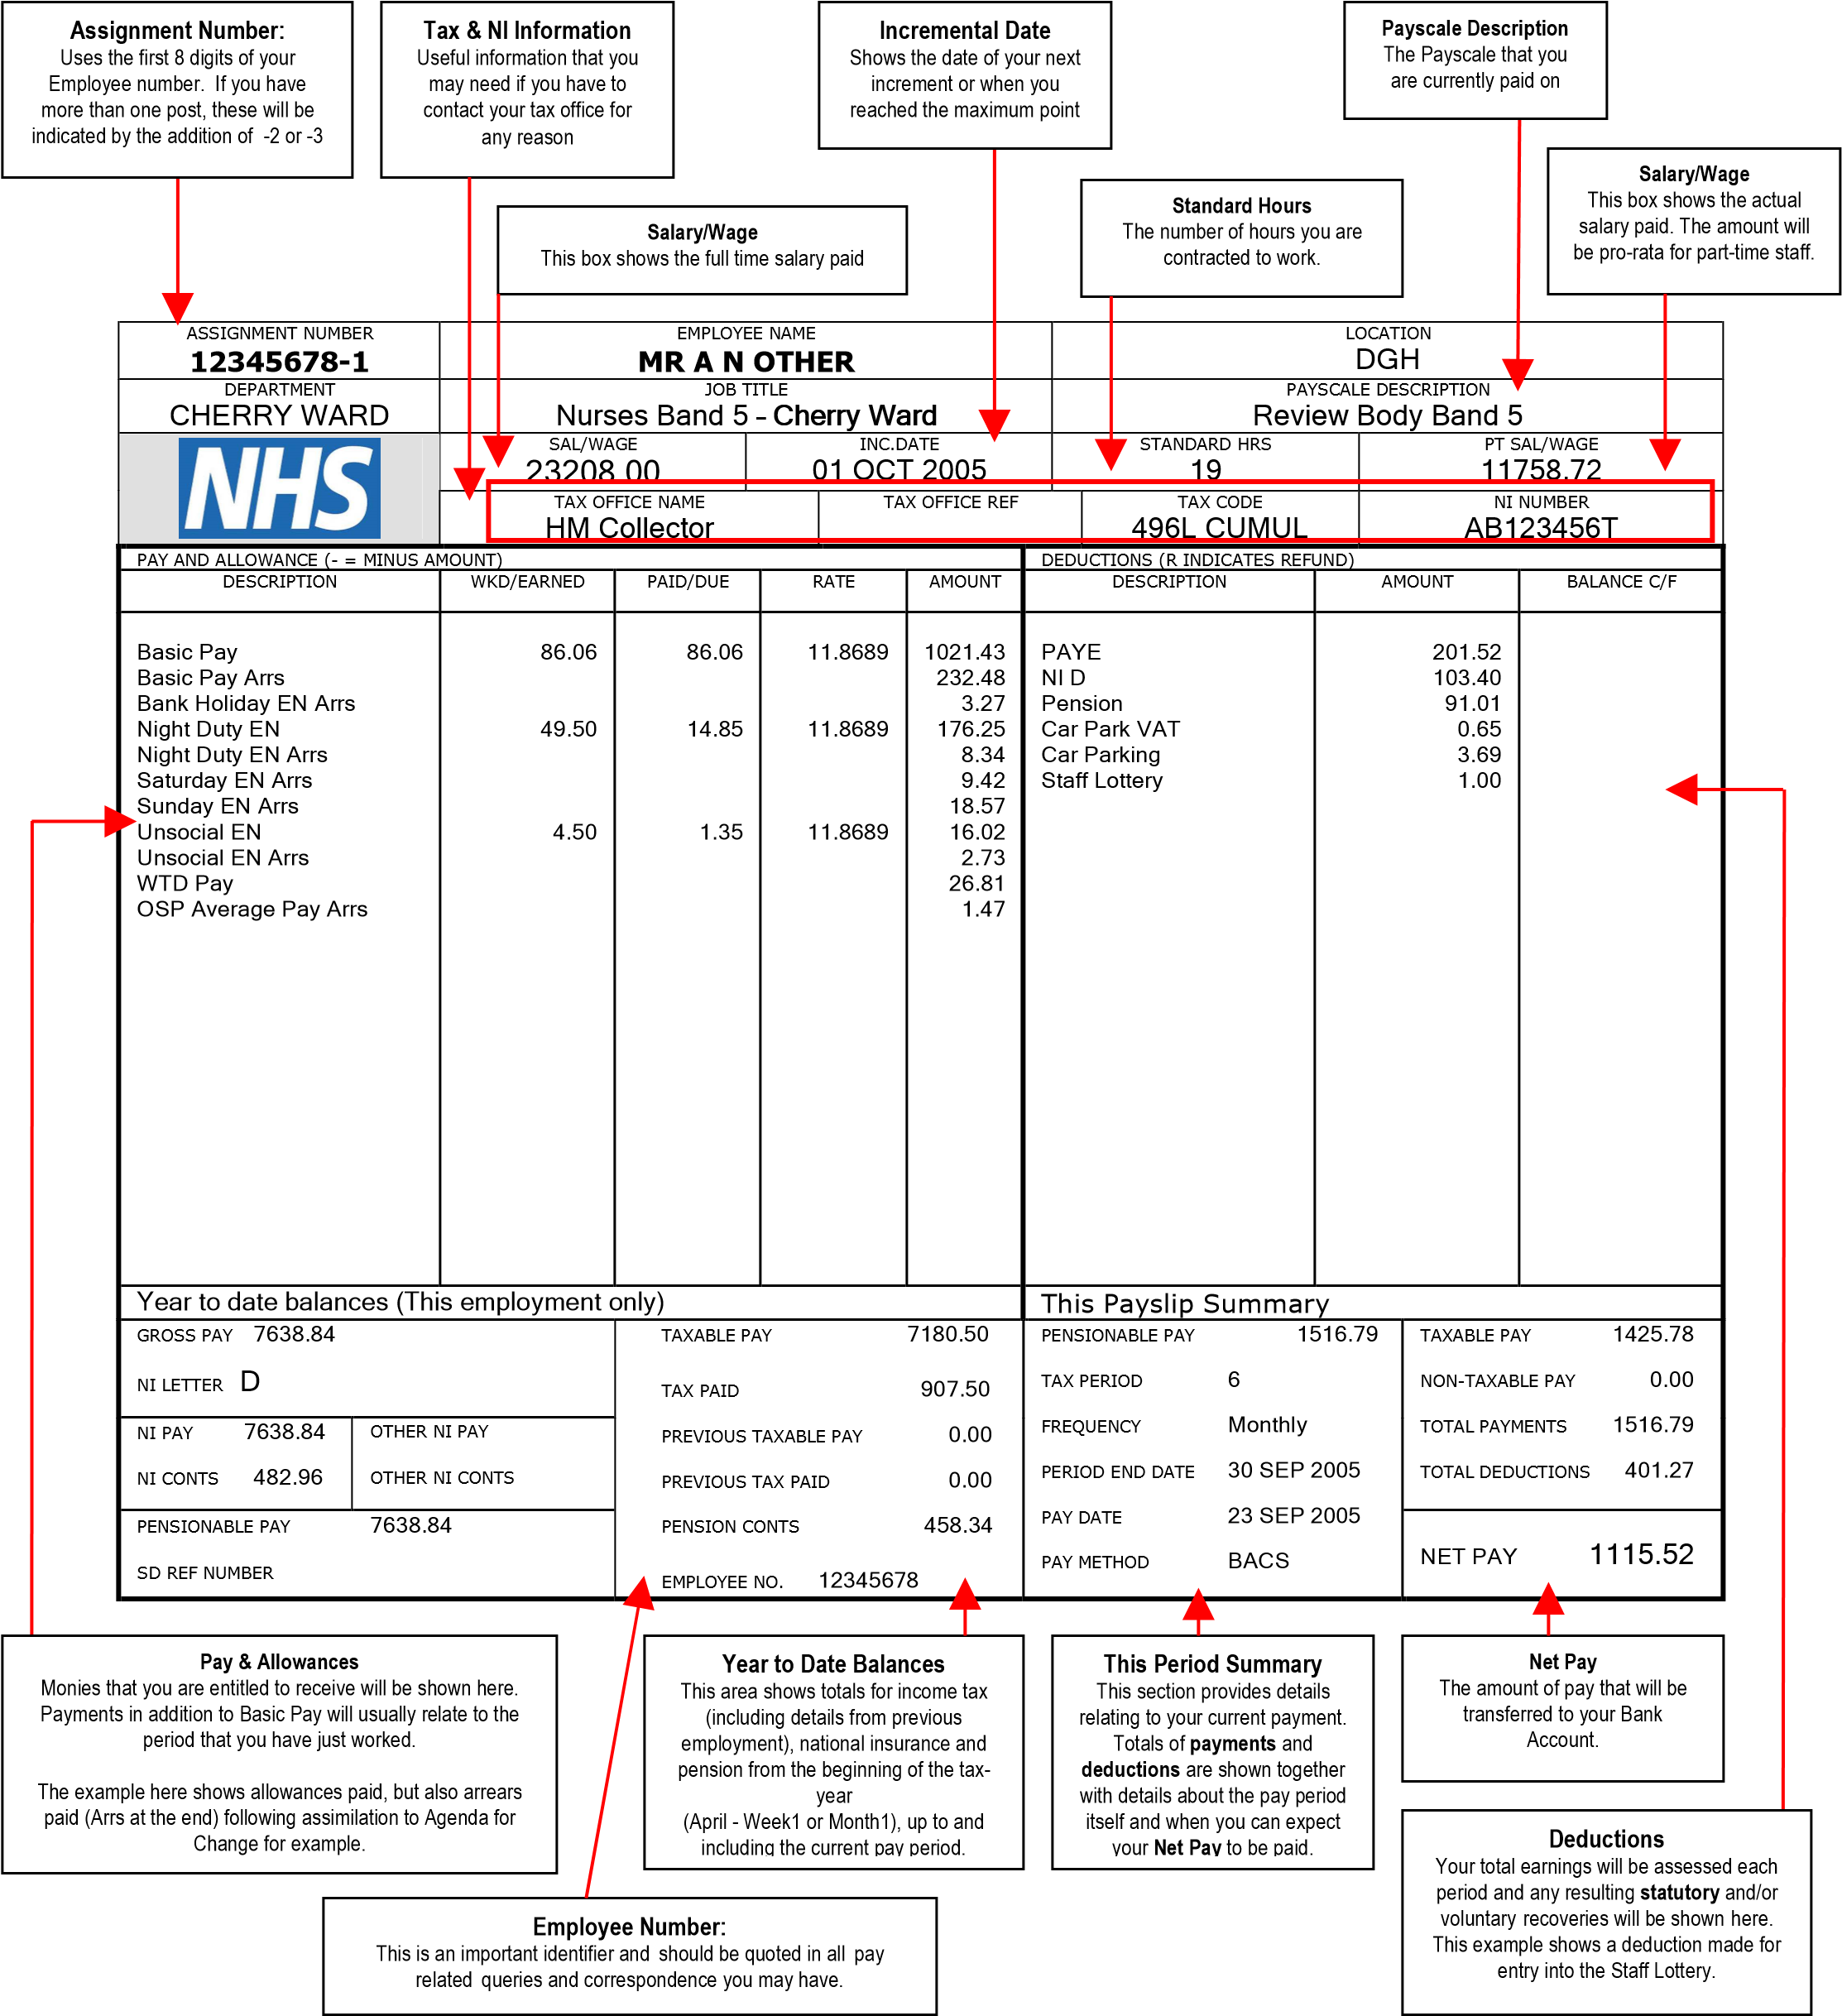 Assignment Number:
Uses the first 8 digits of your
Employee number.  If you have
more than one post, these will be
indicated by the addition of  -2 or -3
Tax & NI Information
Useful information that you
may need if you have to
contact your tax office for
any reason
Incremental Date
Shows the date of your next
increment or when you
reached the maximum point
Payscale Description
The Payscale that you
are currently paid on
Salary/Wage
This box shows the full time salary paid
Standard Hours
The number of hours you are
contracted to work.
Salary/Wage
This box shows the actual
salary paid. The amount will
be pro-rata for part-time staff.
ASSIGNMENT NUMBER EMPLOYEE NAME LOCATION
12345678-1 MR A N OTHER DGH
DEPARTMENT JOB TITLE PAYSCALE DESCRIPTION
CHERRY WARD Nurses Band 5 – Cherry Ward Review Body Band 5
NHS
SAL/WAGE INC.DATE STANDARD HRS PT SAL/WAGE
23208.00 01 OCT 2005 19 11758.72
TAX OFFICE NAME TAX OFFICE REF TAX CODE NI NUMBER
HM Collector 496L CUMUL AB123456T
PAY AND ALLOWANCE (- = MINUS AMOUNT) DEDUCTIONS (R INDICATES REFUND)
DESCRIPTION WKD/EARNED PAID/DUE RATE AMOUNT DESCRIPTION AMOUNT BALANCE C/F
Basic Pay 86.06 86.06 11.8689 1021.43 PAYE 201.52
Basic Pay Arrs 232.48 NI D 103.40
Bank Holiday EN Arrs 3.27 Pension 91.01
Night Duty EN 49.50 14.85 11.8689 176.25 Car Park VAT 0.65
Night Duty EN Arrs 8.34 Car Parking 3.69
Saturday EN Arrs 9.42 Staff Lottery 1.00
Sunday EN Arrs 18.57
Unsocial EN 4.50 1.35 11.8689 16.02
Unsocial EN Arrs 2.73
WTD Pay 26.81
OSP Average Pay Arrs 1.47
Year to date balances (This employment only) This Payslip Summary
GROSS PAY 7638.84 TAXABLE PAY 7180.50 PENSIONABLE PAY 1516.79 TAXABLE PAY 1425.78
NI LETTER D TAX PAID 907.50 TAX PERIOD 6 NON-TAXABLE PAY 0.00
NI PAY 7638.84 OTHER NI PAY PREVIOUS TAXABLE PAY 0.00 FREQUENCY Monthly TOTAL PAYMENTS 1516.79
NI CONTS 482.96 OTHER NI CONTS PREVIOUS TAX PAID 0.00 PERIOD END DATE 30 SEP 2005 TOTAL DEDUCTIONS 401.27
PENSIONABLE PAY 7638.84 PENSION CONTS 458.34 PAY DATE 23 SEP 2005
SD REF NUMBER EMPLOYEE NO. 12345678 PAY METHOD BACS NET PAY 1115.52
Pay & Allowances
Monies that you are entitled to receive will be shown here.
Payments in addition to Basic Pay will usually relate to the
period that you have just worked.
The example here shows allowances paid, but also arrears
paid (Arrs at the end) following assimilation to Agenda for
Change for example.
Year to Date Balances
This area shows totals for income tax
(including details from previous
employment), national insurance and
pension from the beginning of the tax-
year
(April - Week1 or Month1), up to and
including the current pay period.
This Period Summary
This section provides details
relating to your current payment.
Totals of payments and
deductions are shown together
with details about the pay period
itself and when you can expect
your Net Pay to be paid.
Net Pay
The amount of pay that will be
transferred to your Bank
Account.
Deductions
Your total earnings will be assessed each
period and any resulting statutory and/or
voluntary recoveries will be shown here.
This example shows a deduction made for
entry into the Staff Lottery.
Employee Number:
This is an important identifier and  should be quoted in all  pay
related  queries and correspondence you may have.